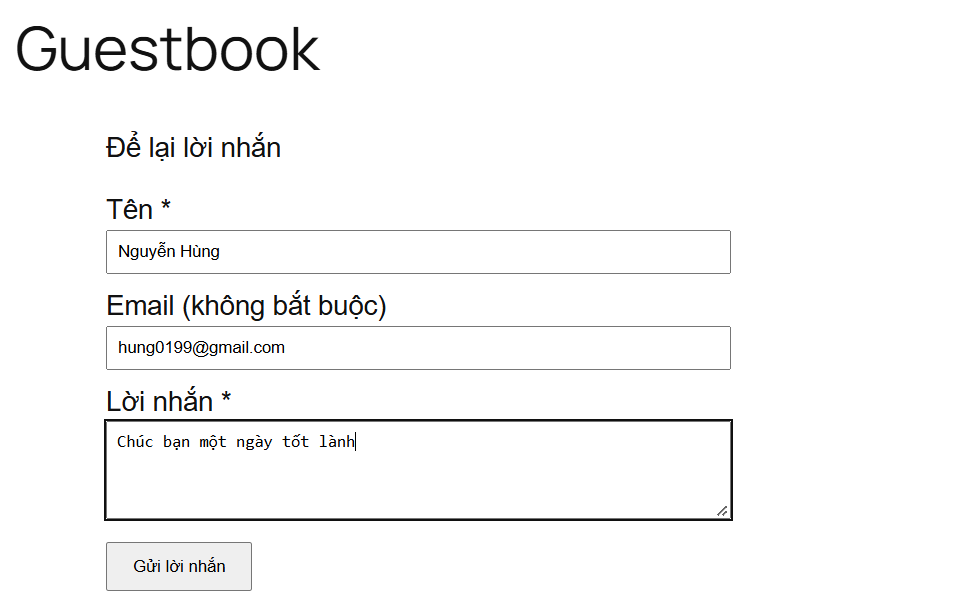 Guestbook
Để lại lời nhắn
Tên *
Nguyễn Hùng
Email (không bắt buộc)
hung0199@gmail.com
Lời nhắn *
Chúc bạn một ngày tốt lành
Gửi lời nhắn